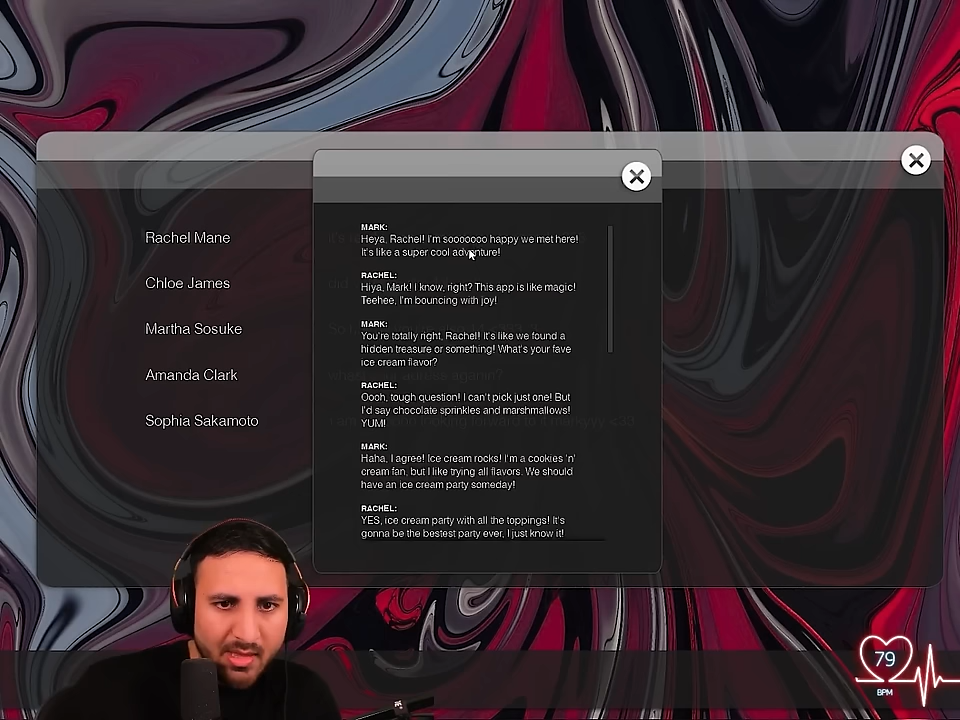 Rachel Mane
Chloe James
Martha Sosuke
Amanda Clark
Sophia Sakamoto
MARK:
Heya, Rachel! I'm sooooooo happy we met here!
It's like a super cool adventure!
RACHEL:
Hiya, Mark! I know, right? This app is like magic!
Teehee, I'm bouncing with joy!
MARK:
You're totally right, Rachel! It's like we found a
hidden treasure or something! What's your fave
ice cream flavor?
RACHEL:
Oooh, tough question! I can't pick just one! But
I'd say chocolate sprinkles and marshmallows!
YUM!
MARK:
Haha, I agree! Ice cream rocks! I'm a cookies 'n'
cream fan, but I like trying all flavors. We should
have an ice cream party someday!
RACHEL:
YES, ice cream party with all the toppings! It's
gonna be the bestest party ever, I just know it!
79
BPM